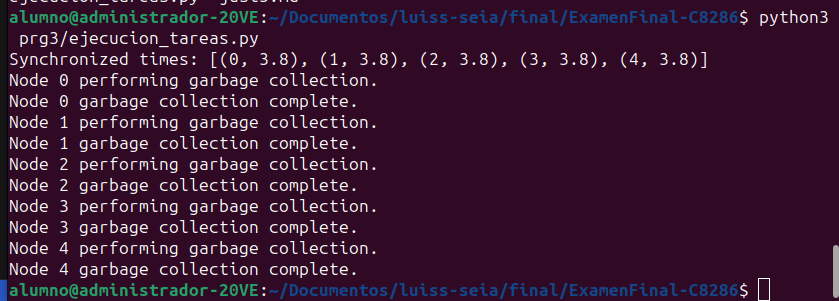 alumno@administrador-20VE:~/Documentos/luiss-seia/final/ExamenFinal-C8286$ python3
prg3/ejecucion_tareas.py
Synchronized times: [(0, 3.8), (1, 3.8), (2, 3.8), (3, 3.8), (4, 3.8)]
Node 0 performing garbage collection.
Node 0 garbage collection complete.
Node 1 performing garbage collection.
Node 1 garbage collection complete.
Node 2 performing garbage collection.
Node 2 garbage collection complete.
Node 3 performing garbage collection.
Node 3 garbage collection complete.
Node 4 performing garbage collection.
Node 4 garbage collection complete.
alumno@administrador-20VE:~/Documentos/luiss-seia/final/ExamenFinal-C8286$